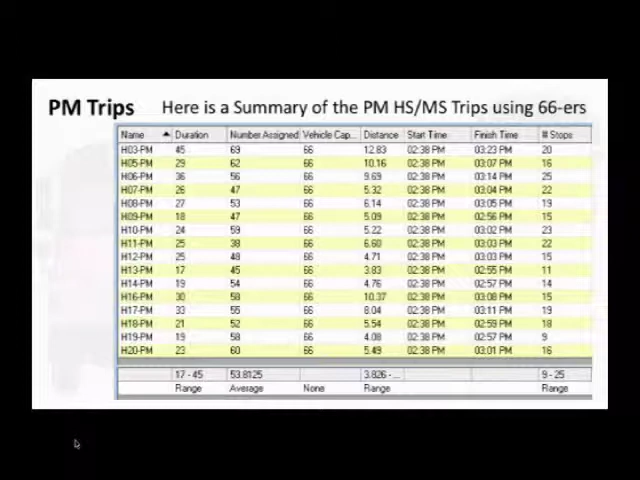 PM Trips Here is a Summary of the PM HS/MS Trips using 66-ers
Name Duration Number Assigned Vehicle Cap... Distance Start Time Finish Time # Stops
H03-PM 45 69 66 12.83 02:38 PM 03:23 PM 20
H05-PM 29 62 66 10.16 02:38 PM 03:07 PM 16
H06-PM 36 56 66 9.69 02:38 PM 03:14 PM 25
H07-PM 26 47 66 5.32 02:38 PM 03:04 PM 22
H08-PM 27 53 66 6.14 02:38 PM 03:05 PM 19
H09-PM 18 47 66 5.09 02:38 PM 02:56 PM 15
H10-PM 24 59 66 5.22 02:38 PM 03:02 PM 23
H11-PM 25 38 66 6.60 02:38 PM 03:03 PM 22
H12-PM 25 48 66 4.71 02:38 PM 03:03 PM 15
H13-PM 17 45 66 3.83 02:38 PM 02:55 PM 11
H14-PM 19 54 66 4.76 02:38 PM 02:57 PM 14
H16-PM 30 58 66 10.37 02:38 PM 03:08 PM 15
H17-PM 33 55 66 8.04 02:38 PM 03:11 PM 19
H18-PM 21 52 66 5.54 02:38 PM 02:59 PM 18
H19-PM 19 58 66 4.08 02:38 PM 02:57 PM 9
H20-PM 23 60 66 5.49 02:38 PM 03:01 PM 16
17 - 45 53.8125 3.826 -... 9 - 25
Range Average None Range Range